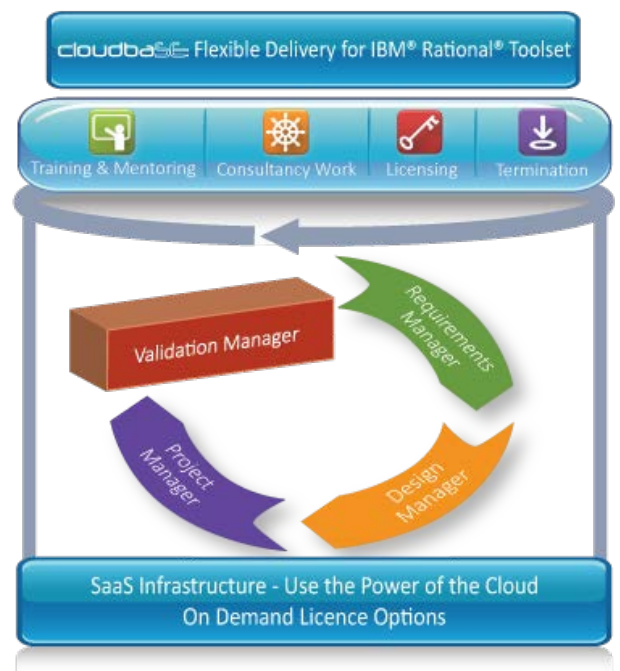 cloudbaSE Flexible Delivery for IBM® Rational® Toolset
Training & Mentoring
Consultancy Work
Licensing
Termination
Requirements
Manager
Validation Manager
Project
Manager
Design
Manager
SaaS Infrastructure - Use the Power of the Cloud
On Demand Licence Options